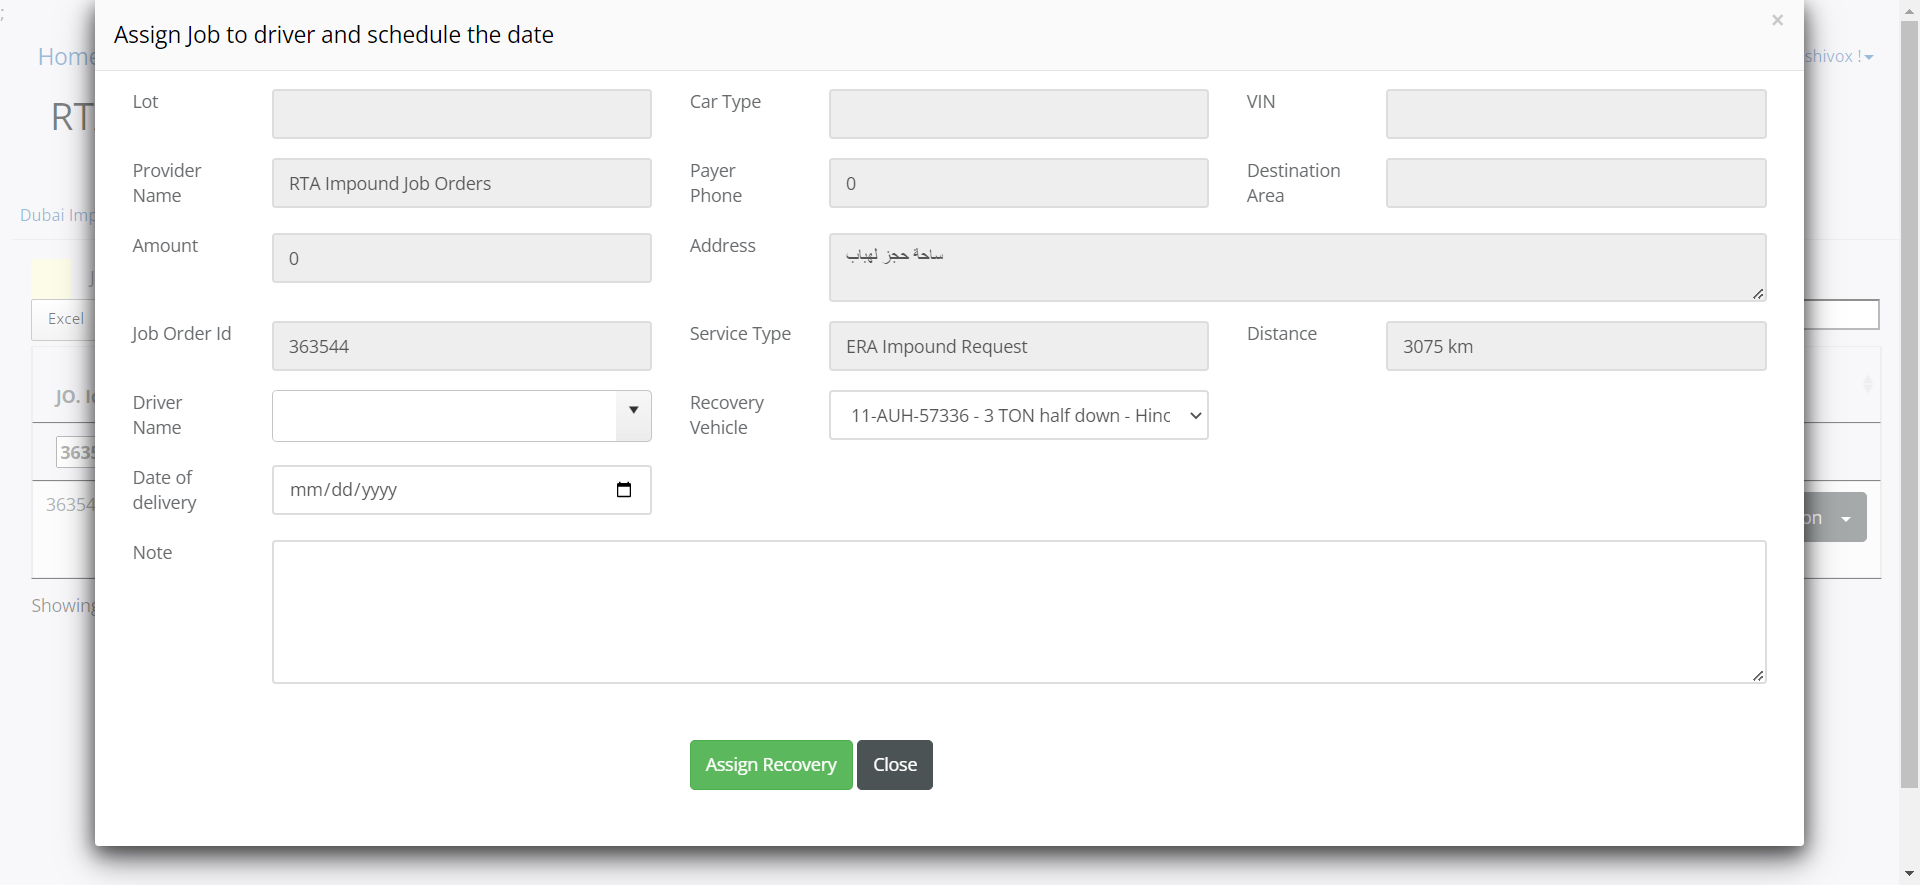 ;
Assign Job to driver and schedule the date
×
Home
shivox !
RT
Dubai Imp
Excel
JO. Id
3635
36354
Showing
on
Lot
Car Type
VIN
Provider Name
RTA Impound Job Orders
Payer Phone
0
Destination Area
Amount
0
Address
ساحة حجز لهباب
Job Order Id
363544
Service Type
ERA Impound Request
Distance
3075 km
Driver Name
Recovery Vehicle
11-AUH-57336 - 3 TON half down - Hinc
Date of delivery
mm/dd/yyyy
Note
Assign Recovery
Close